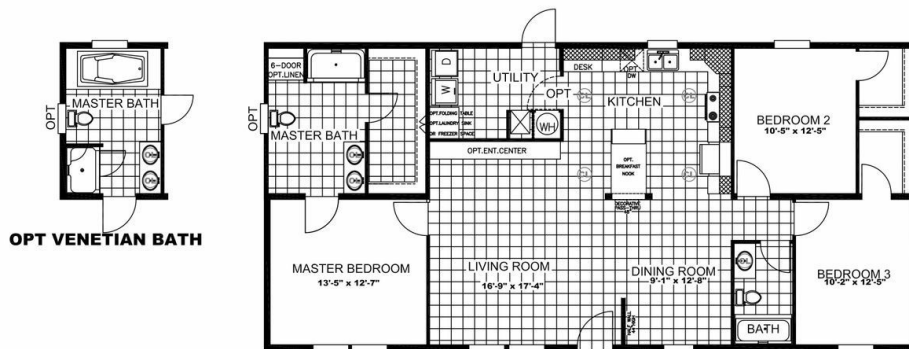 OPT
MASTER BATH
OPT VENETIAN BATH
OPT
6-DOOR
OPT.LINEN
MASTER BATH
D
W
UTILITY
OPT.FOLDING TABLE
OPT.LAUNDRY SINK
OR FREEZER SPACE
WH
OPT
OPT.ENT.CENTER
DESK
OPT
DW
KITCHEN
OPT.
BREAKFAST
NOOK
DECORATIVE
PASS-THRU
BEDROOM 2
10'-5" x 12'-5"
MASTER BEDROOM
13'-5" x 12'-7"
LIVING ROOM
16'-9" x 17'-4"
DINING ROOM
9'-1" x 12'-8"
BATH
BEDROOM 3
10'-2" x 12'-5"